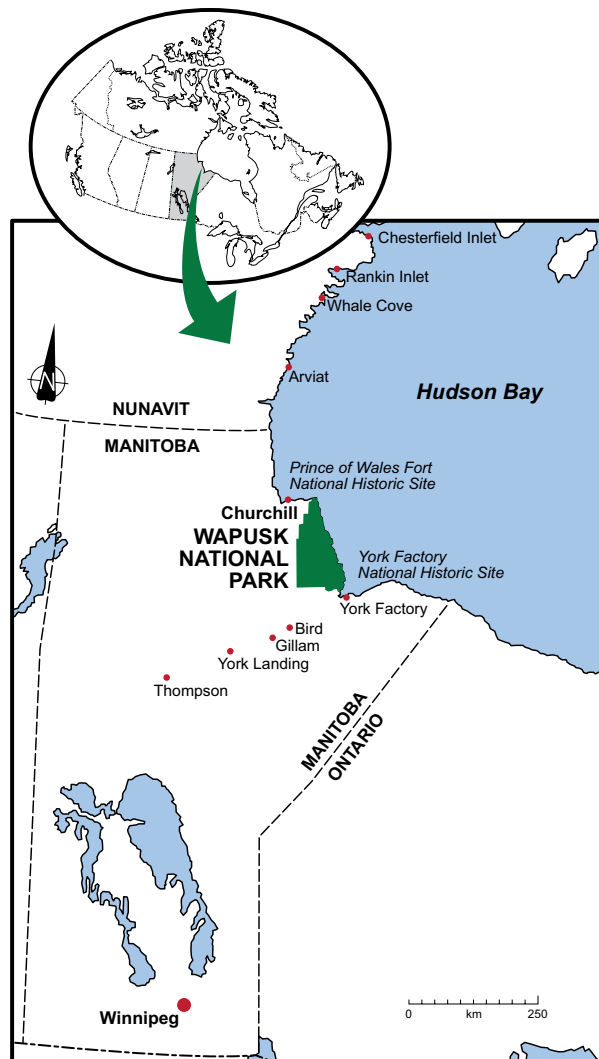 Chesterfield Inlet
Rankin Inlet
Whale Cove
Arviat
Hudson Bay
N
NUNAVIT
MANITOBA
Prince of Wales Fort
National Historic Site
Churchill
WAPUSK
NATIONAL
PARK
York Factory
National Historic Site
York Factory
Bird
Gillam
York Landing
Thompson
MANITOBA
ONTARIO
Winnipeg
0 km 250